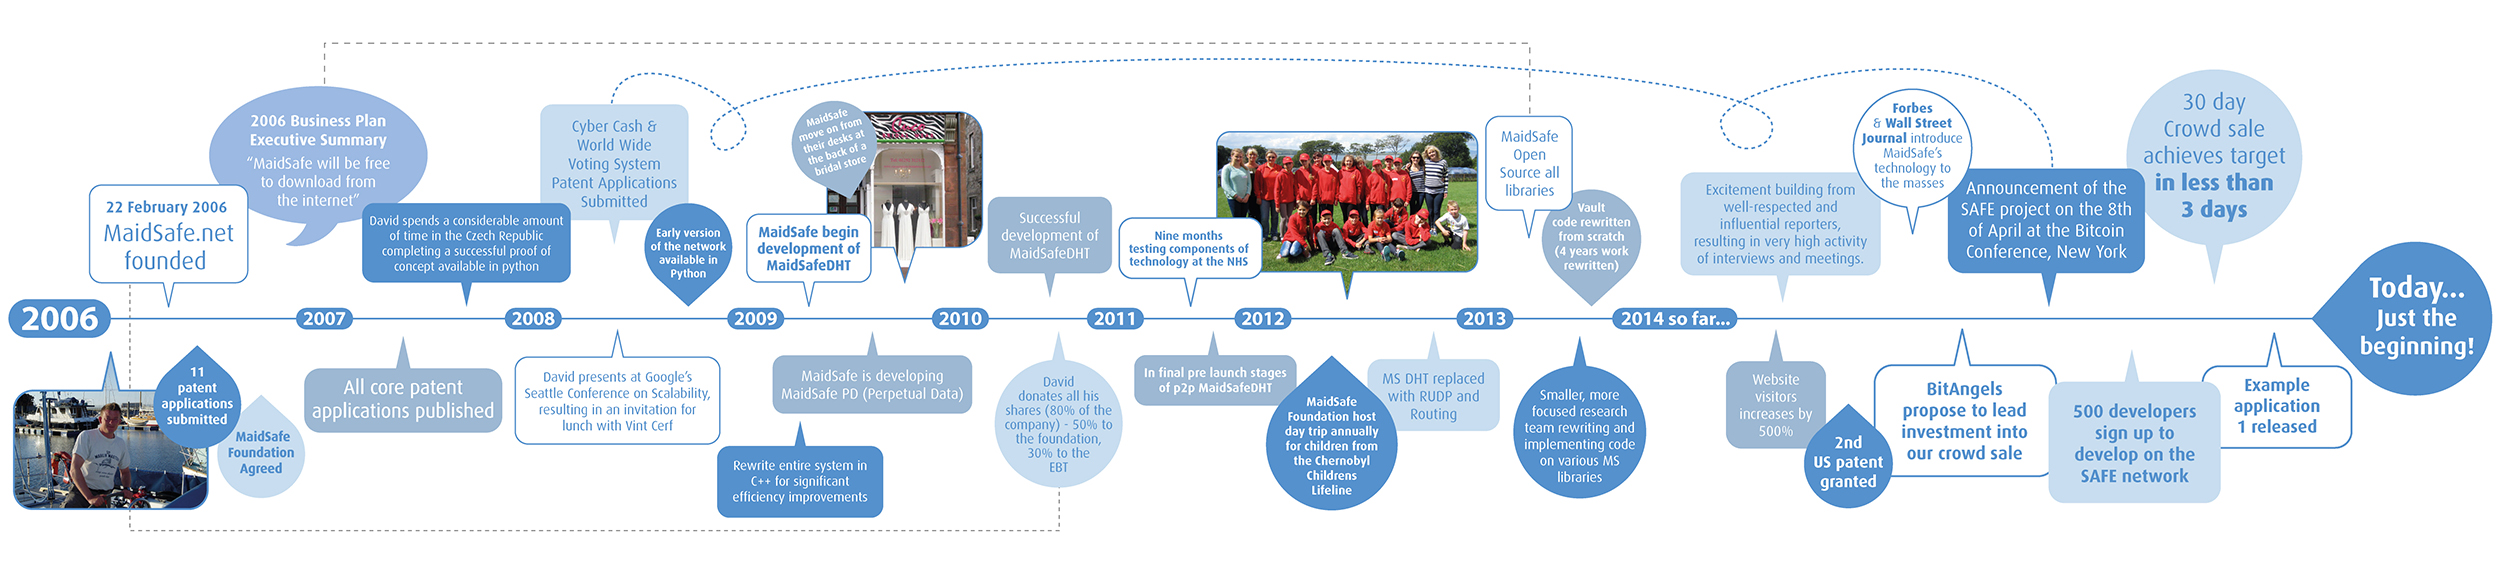 2006 Business Plan
Executive Summary
“MaidSafe will be free
to download from
the internet”
22 February 2006
MaidSafe.net
founded
David spends a considerable amount
of time in the Czech Republic
completing a successful proof of
concept available in python
Cyber Cash &
World Wide
Voting System
Patent Applications
Submitted
Early version
of the network
available in
Python
MaidSafe
move on from
their desks at
the back of a
bridal store
MaidSafe begin
development of
MaidSafeDHT
Successful
development of
MaidSafeDHT
Nine months
testing components of
technology at the NHS
MaidSafe
Open
Source all
libraries
Vault
code rewritten
from scratch
(4 years work
rewritten)
Excitement building from
well-respected and
influential reporters,
resulting in very high activity
of interviews and meetings.
Forbes
& Wall Street
Journal introduce
MaidSafe’s
technology to
the masses
Announcement of the
SAFE project on the 8th
of April at the Bitcoin
Conference, New York
30 day
Crowd sale
achieves target
in less than
3 days
Today...
Just the
beginning!
2006
2007
2008
2009
2010
2011
2012
2013
2014 so far...
11
patent
applications
submitted
MaidSafe
Foundation
Agreed
All core patent
applications published
David presents at Google’s
Seattle Conference on Scalability,
resulting in an invitation for
lunch with Vint Cerf
MaidSafe is developing
MaidSafe PD (Perpetual Data)
Rewrite entire system in
C++ for significant
efficiency improvements
David
donates all his
shares (80% of the
company) - 50% to
the foundation,
30% to the
EBT
In final pre launch stages
of p2p MaidSafeDHT
MaidSafe
Foundation host
day trip annually
for children from
the Chernobyl
Childrens
Lifeline
MS DHT replaced
with RUDP and
Routing
Smaller, more
focused research
team rewriting and
implementing code
on various MS
libraries
Website
visitors
increases by
500%
2nd
US patent
granted
BitAngels
propose to lead
investment into
our crowd sale
500 developers
sign up to
develop on the
SAFE network
Example
application
1 released